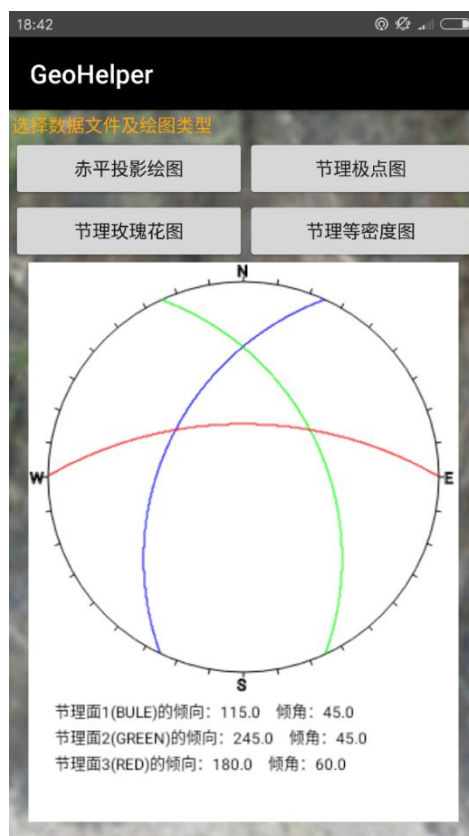 18:42
GeoHelper
选择数据文件及绘图类型
赤平投影绘图 节理极点图
节理玫瑰花图 节理等密度图
N
W E
S
节理面1(BULE)的倾向：115.0 倾角：45.0
节理面2(GREEN)的倾向：245.0 倾角：45.0
节理面3(RED)的倾向：180.0 倾角：60.0